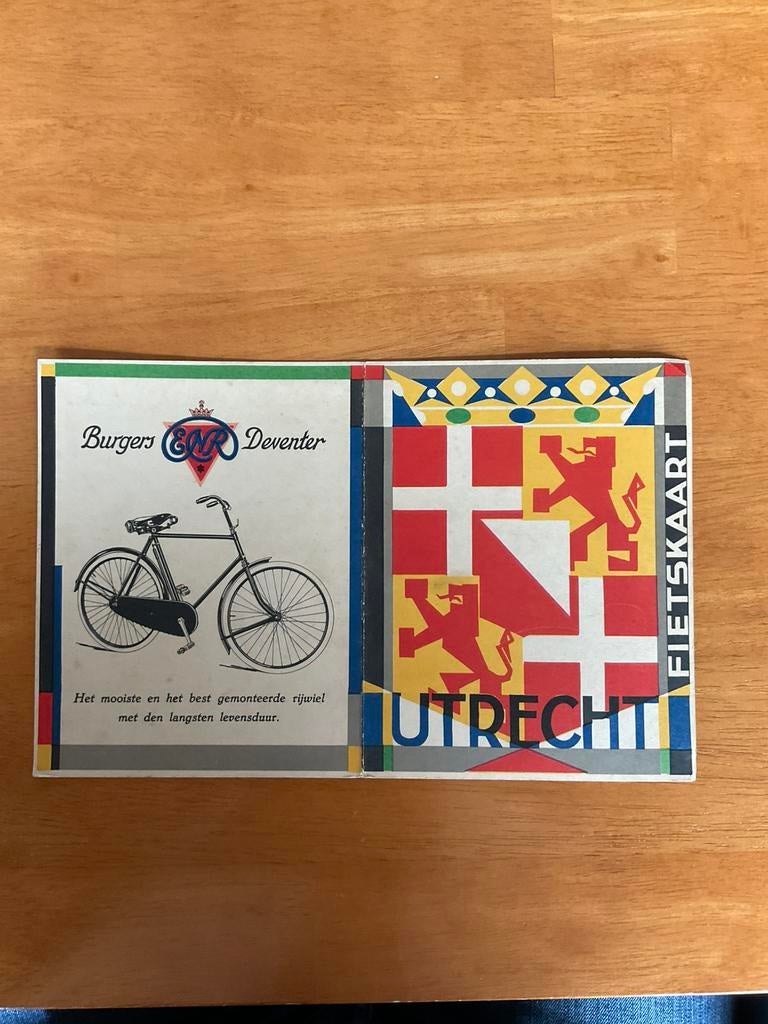 Burgers ENR Deventer
Het mooiste en het best gemonteerde rijwiel
met den langsten levensduur.
UTRECHT
FIETSKAART